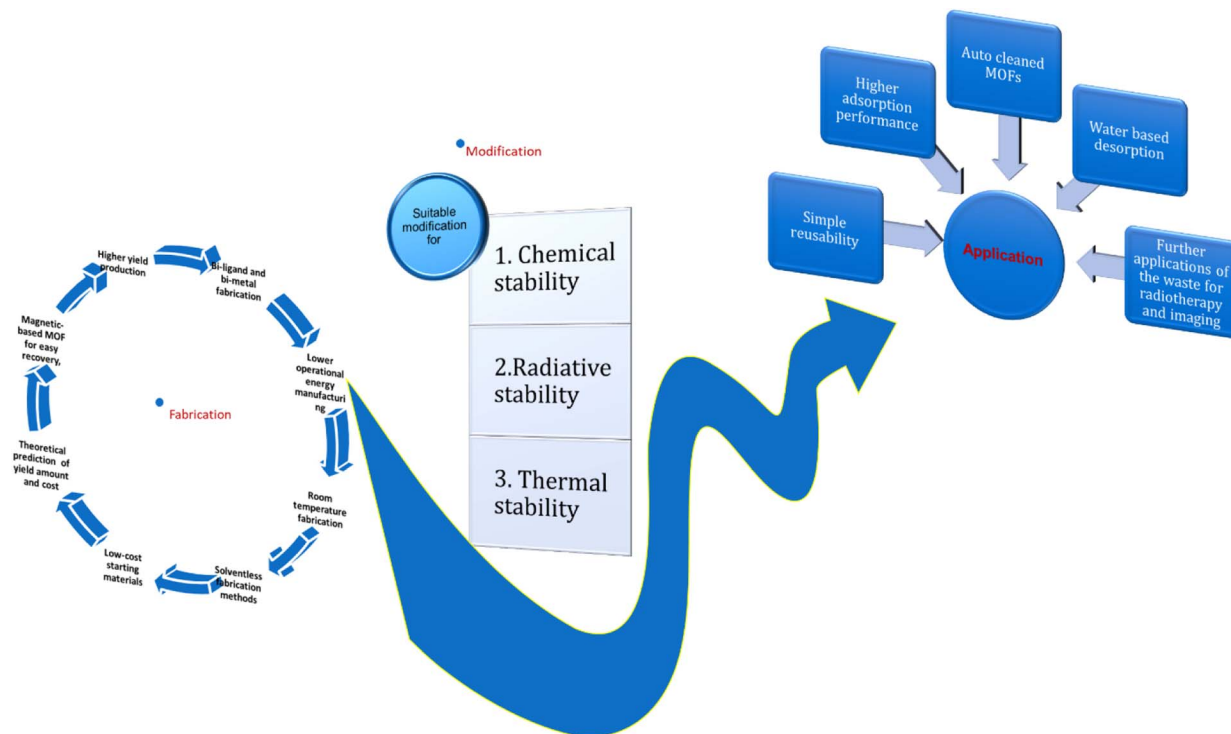 Fabrication
Higher yield
production
Bi-ligand and
bi-metal
fabrication
Lower
operational
energy
manufacturi
ng
Room
temperature
fabrication
Solventless
fabrication
methods
Low-cost
starting
materials
Theoretical
prediction of
yield amount
and cost
Magnetic-
based MOF
for easy
recovery,
Modification
Suitable
modification
for
1. Chemical
stability
2.Radiative
stability
3. Thermal
stability
Application
Simple
reusability
Higher
adsorption
performance
Auto cleaned
MOFs
Water based
desorption
Further
applications of
the waste for
radiotherapy
and imaging